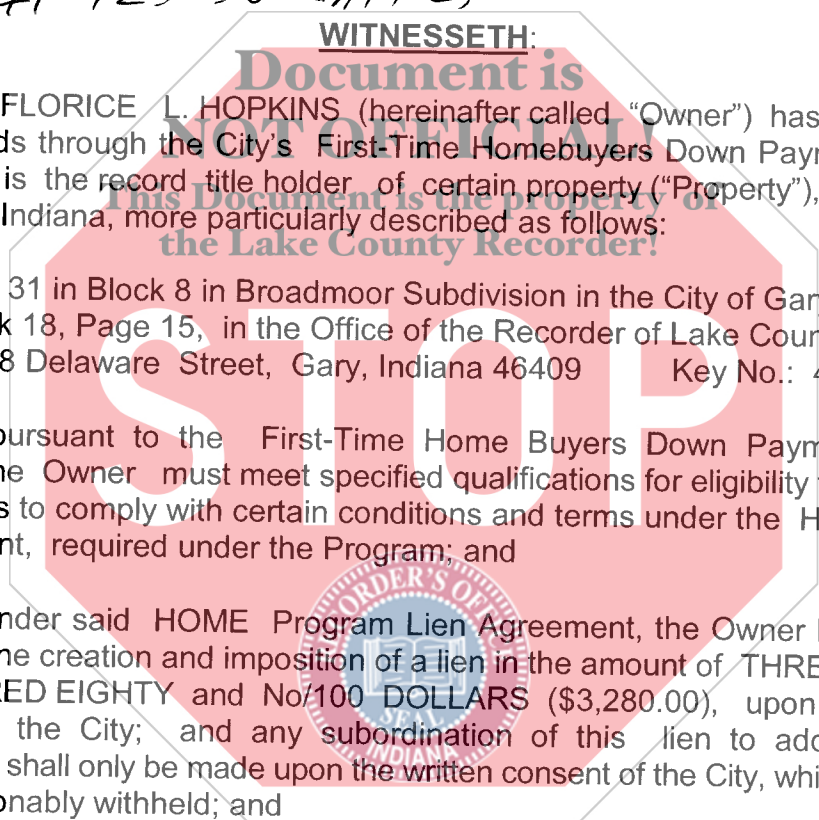 WITNESSETH:
Document is
FLORICE L. HOPKINS (hereinafter called “Owner”) has
NOT OFFICIAL!
ds through the City’s First-Time Homebuyers Down Payn
is the record title holder of certain property (“Property”),
This Document is the property of
Indiana, more particularly described as follows:
the Lake County Recorder!
31 in Block 8 in Broadmoor Subdivision in the City of Gar
k 18, Page 15, in the Office of the Recorder of Lake Coun
8 Delaware Street, Gary, Indiana 46409 Key No.: 4
STOP
oursuant to the First-Time Home Buyers Down Paym
he Owner must meet specified qualifications for eligibility
s to comply with certain conditions and terms under the H
nt, required under the Program; and
nder said HOME Program Lien Agreement, the Owner
he creation and imposition of a lien in the amount of THRE
RED EIGHTY and No/100 DOLLARS ($3,280.00), upon
the City; and any subordination of this lien to add
shall only be made upon the written consent of the City, whi
onably withheld; and
SEAL
INDIANA